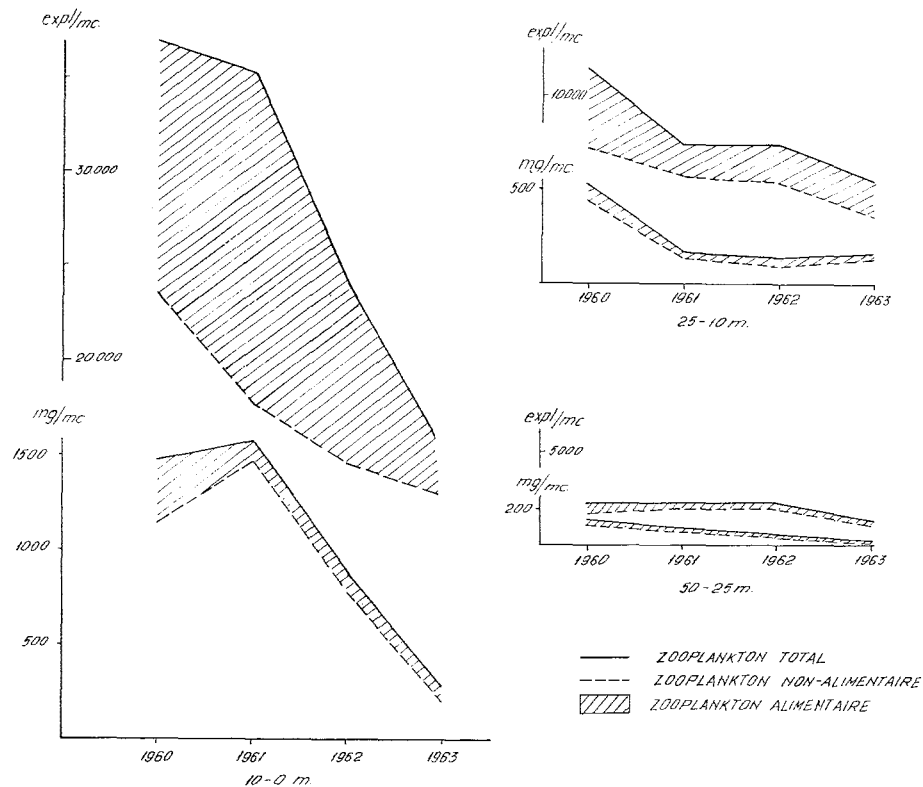 expl/mc.
30.000
20.000
mg/mc
1500
1000
500
1960 1961 1962 1963
10-0 m.
expl/mc
10000
mg/mc.
500
1960 1961 1962 1963
25-10 m.
expl/mc
5000
mg/mc.
200
1960 1961 1962 1963
50-25 m.
ZOOPLANKTON TOTAL
ZOOPLANKTON NON-ALIMENTAIRE
ZOOPLANKTON ALIMENTAIRE